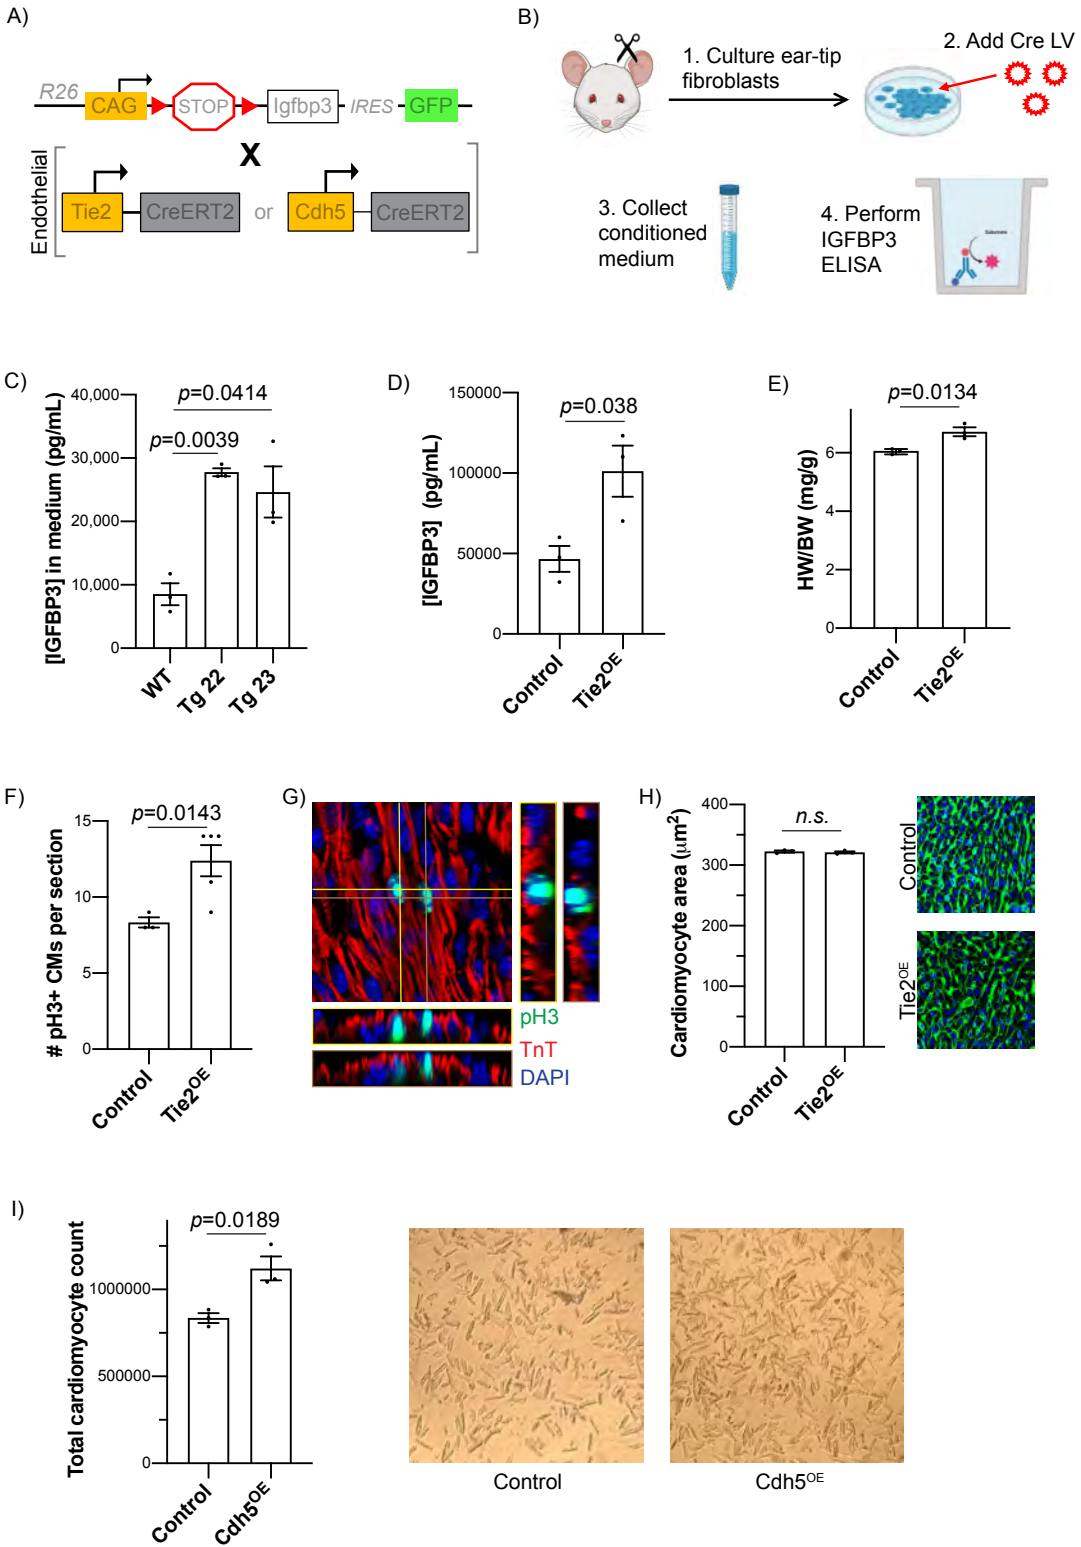 A)
R26
CAG
STOP
Igfbp3
IRES
GFP
X
Endothelial
Tie2
CreERT2
or
Cdh5
CreERT2
B)
1. Culture ear-tip
fibroblasts
2. Add Cre LV
3. Collect
conditioned
medium
4. Perform
IGFBP3
ELISA
Substrate
C)
[IGFBP3] in medium (pg/mL)
40,000
30,000
20,000
10,000
0
p=0.0414
p=0.0039
WT
Tg 22
Tg 23
D)
[IGFBP3] (pg/mL)
150000
100000
50000
0
p=0.038
Control
Tie2OE
E)
HW/BW (mg/g)
6
4
2
0
p=0.0134
Control
Tie2OE
F)
# pH3+ CMs per section
15
10
5
0
p=0.0143
Control
Tie2OE
G)
pH3
TnT
DAPI
H)
Cardiomyocyte area (μm2)
400
300
200
100
0
n.s.
Control
Tie2OE
Control
Tie2OE
I)
Total cardiomyocyte count
1000000
500000
0
p=0.0189
Control
Cdh5OE
Control
Cdh5OE